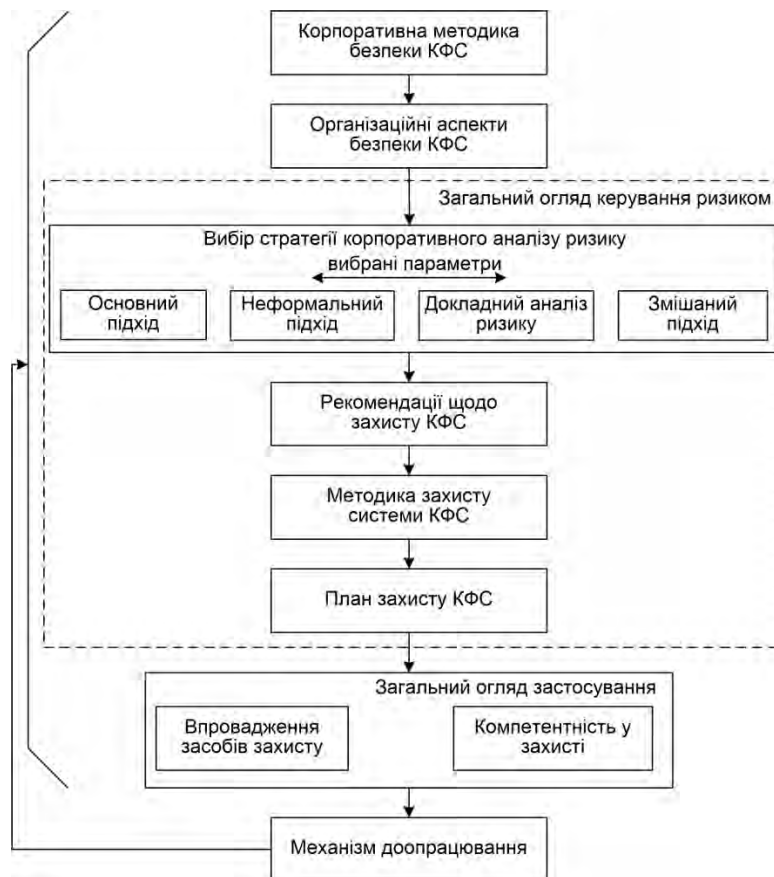 Корпоративна методика
безпеки КФС
Організаційні аспекти
безпеки КФС
Загальний огляд керування ризиком
Вибір стратегії корпоративного аналізу ризику
вибрані параметри
Основний
підхід
Неформальний
підхід
Докладний аналіз
ризику
Змішаний
підхід
Рекомендації щодо
захисту КФС
Методика захисту
системи КФС
План захисту КФС
Загальний огляд застосування
Впровадження
засобів захисту
Компетентність у
захисті
Механізм доопрацювання